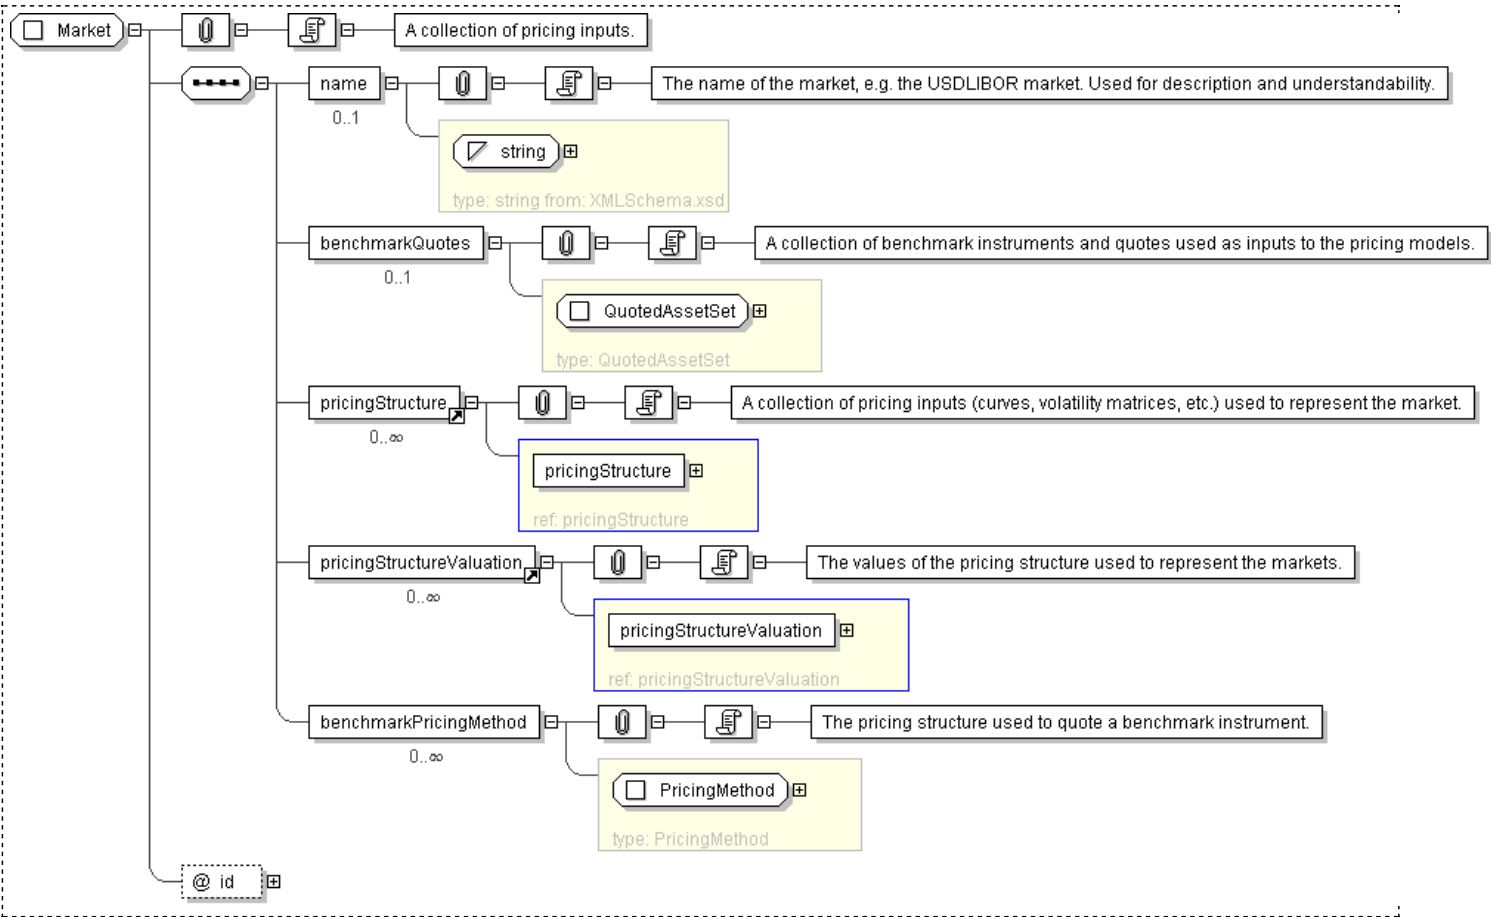 Market
A collection of pricing inputs.
name
The name of the market, e.g. the USDLIBOR market. Used for description and understandability.
0..1
string
type: string from: XMLSchema.xsd
benchmarkQuotes
A collection of benchmark instruments and quotes used as inputs to the pricing models.
0..1
QuotedAssetSet
type: QuotedAssetSet
pricingStructure
A collection of pricing inputs (curves, volatility matrices, etc.) used to represent the market.
0..∞
pricingStructure
ref: pricingStructure
pricingStructureValuation
The values of the pricing structure used to represent the markets.
0..∞
pricingStructureValuation
ref: pricingStructureValuation
benchmarkPricingMethod
The pricing structure used to quote a benchmark instrument.
0..∞
PricingMethod
type: PricingMethod
@ id